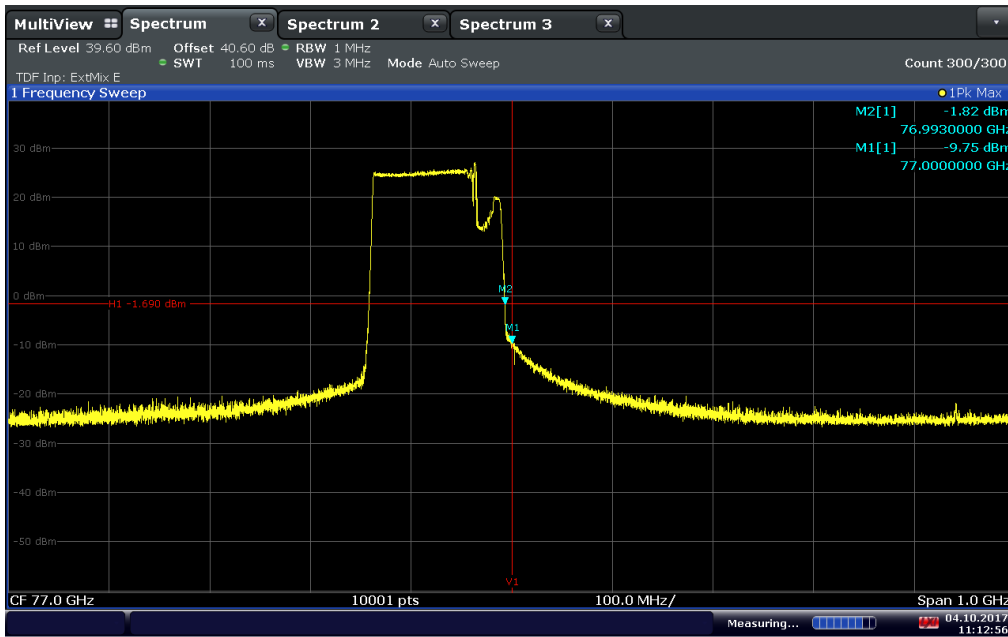 MultiView Spectrum X Spectrum 2 X Spectrum 3 X
Ref Level 39.60 dBm Offset 40.60 dB RBW 1 MHz
SWT 100 ms VBW 3 MHz Mode Auto Sweep Count 300/300
TDF Inp: ExtMix E
1 Frequency Sweep 1Pk Max
M2[1] -1.82 dBm
76.9930000 GHz
M1[1] -9.75 dBm
77.0000000 GHz
30 dBm
20 dBm
10 dBm
M2
0 dBm
H1 -1.690 dBm
M1
-10 dBm
-20 dBm
-30 dBm
-40 dBm
-50 dBm
V1
CF 77.0 GHz 10001 pts 100.0 MHz/ Span 1.0 GHz
Measuring... 04.10.2017
11:12:56